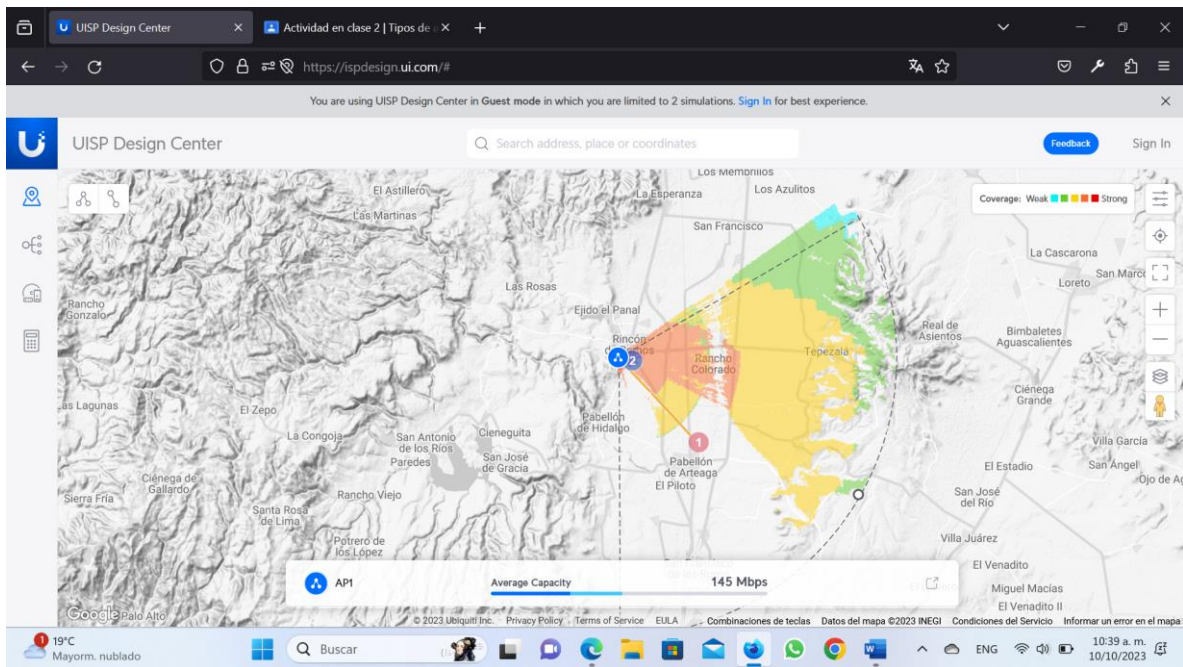 UISP Design Center
Actividad en clase 2 | Tipos de
https://ispdesign.ui.com/#
You are using UISP Design Center in Guest mode in which you are limited to 2 simulations. Sign In for best experience.
UISP Design Center
Search address, place or coordinates
Feedback
Sign In
Coverage: Weak Strong
Los Membrillos
El Astillero
La Esperanza
Los Azulitos
Las Martinas
San Francisco
La Cascarona
San Marco
Loreto
Las Rosas
Rancho
Gonzalo
Ejido el Panal
Real de
Asientos
Bimbaletes
Aguascalientes
Rincón
2
Rancho
Colorado
Tepezalá
Ciénega
Grande
as Lagunas
El Zepo
Pabellón
de Hidalgo
La Congoja
San Antonio
de los Ríos
Cieneguita
1
Villa García
Paredes
San José
de Gracia
Pabellón
de Arteaga
El Piloto
El Estadio
San Ángel
Ojo de Ag
Ciénega de
Gallardo
Sierra Fría
Rancho Viejo
San José
del Río
Santa Rosa
de Lima
Potrero de
los López
Villa Juárez
El Venadito
AP1
Average Capacity
145 Mbps
Miguel Macías
El Venadito II
Google
Palo Alto
© 2023 Ubiquiti Inc.
Privacy Policy
Terms of Service
EULA
Combinaciones de teclas
Datos del mapa ©2023 INEGI
Condiciones del Servicio
Informar un error en el mapa
19°C
Mayorm. nublado
Buscar
ENG
10:39 a. m.
10/10/2023